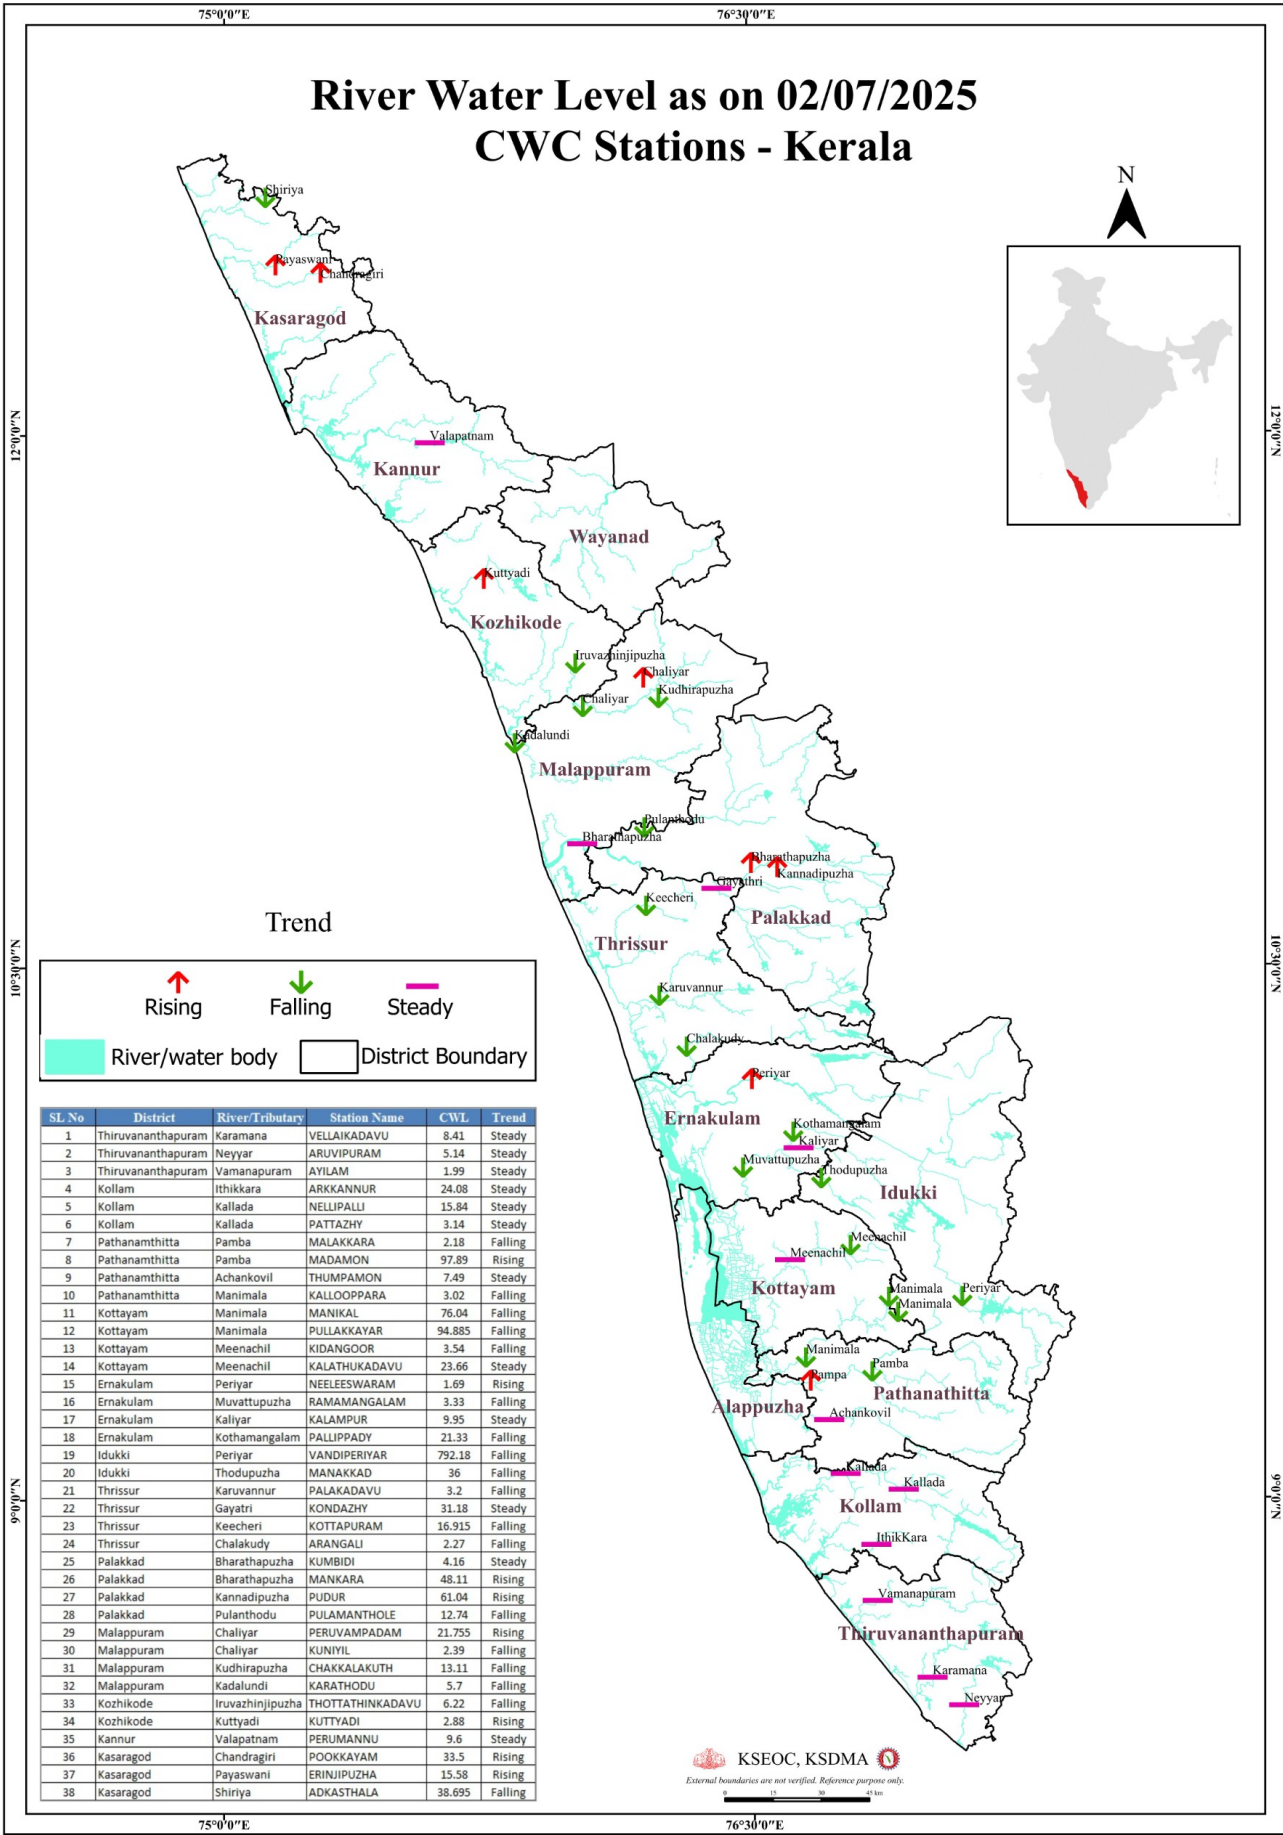 75°0'0"E 76°30'0"E
River Water Level as on 02/07/2025
CWC Stations - Kerala
N
Shiriya
Payaswani
Chandragiri
Kasaragod
12°0'0"N 12°0'0"N
Valapatnam
Kannur
Wayanad
Kuttyadi
Kozhikode
Iruvazhinjipuzha
Chaliyar
Kudhirapuzha
Chaliyar
Kadalundi
Malappuram
Pulanthodu
Bharathapuzha
Bharathapuzha
Kannadipuzha
Gayathri
Keecheri
Palakkad
Thrissur
10°30'0"N 10°30'0"N
Karuvannur
Chalakudy
Periyar
Ernakulam
Kothamangalam
Kaliyar
Muvattupuzha
Thodupuzha
Idukki
Meenachil
Meenachil
Kottayam
Manimala
Manimala
Periyar
Manimala
Pamba
Pampa
Pathanathitta
Alappuzha
Achankovil
Kallada
Kallada
Kollam
9°0'0"N 9°0'0"N
IthikKara
Vamanapuram
Thiruvananthapuram
Karamana
Neyyar
Trend
Rising Falling Steady
River/water body District Boundary
SL No District River/Tributary Station Name CWL Trend
1 Thiruvananthapuram Karamana VELLAIKADAVU 8.41 Steady
2 Thiruvananthapuram Neyyar ARUVIPURAM 5.14 Steady
3 Thiruvananthapuram Vamanapuram AYILAM 1.99 Steady
4 Kollam Ithikkara ARKKANNUR 24.08 Steady
5 Kollam Kallada NELLIPALLI 15.84 Steady
6 Kollam Kallada PATTAZHY 3.14 Steady
7 Pathanamthitta Pamba MALAKKARA 2.18 Falling
8 Pathanamthitta Pamba MADAMON 97.89 Rising
9 Pathanamthitta Achankovil THUMPAMON 7.49 Steady
10 Pathanamthitta Manimala KALLOOPPARA 3.02 Falling
11 Kottayam Manimala MANIKAL 76.04 Falling
12 Kottayam Manimala PULLAKKAYAR 94.885 Falling
13 Kottayam Meenachil KIDANGOOR 3.54 Falling
14 Kottayam Meenachil KALATHUKADAVU 23.66 Steady
15 Ernakulam Periyar NEELEESWARAM 1.69 Rising
16 Ernakulam Muvattupuzha RAMAMANGALAM 3.33 Falling
17 Ernakulam Kaliyar KALAMPUR 9.95 Steady
18 Ernakulam Kothamangalam PALLIPPADY 21.33 Falling
19 Idukki Periyar VANDIPERIYAR 792.18 Falling
20 Idukki Thodupuzha MANAKKAD 36 Falling
21 Thrissur Karuvannur PALAKADAVU 3.2 Falling
22 Thrissur Gayatri KONDAZHY 31.18 Steady
23 Thrissur Keecheri KOTTAPURAM 16.915 Falling
24 Thrissur Chalakudy ARANGALI 2.27 Falling
25 Palakkad Bharathapuzha KUMBIDI 4.16 Steady
26 Palakkad Bharathapuzha MANKARA 48.11 Rising
27 Palakkad Kannadipuzha PUDUR 61.04 Rising
28 Palakkad Pulanthodu PULAMANTHOLE 12.74 Falling
29 Malappuram Chaliyar PERUVAMPADAM 21.755 Rising
30 Malappuram Chaliyar KUNIYIL 2.39 Falling
31 Malappuram Kudhirapuzha CHAKKALAKUTH 13.11 Falling
32 Malappuram Kadalundi KARATHODU 5.7 Falling
33 Kozhikode Iruvazhinjipuzha THOTTATHINKADAVU 6.22 Falling
34 Kozhikode Kuttyadi KUTTYADI 2.88 Rising
35 Kannur Valapatnam PERUMANNU 9.6 Steady
36 Kasaragod Chandragiri POOKKAYAM 33.5 Rising
37 Kasaragod Payaswani ERINJIPUZHA 15.58 Rising
38 Kasaragod Shiriya ADKASTHALA 38.695 Falling
KSEOC, KSDMA
External boundaries are not verified. Reference purpose only.
0 15 30 45 km
75°0'0"E 76°30'0"E